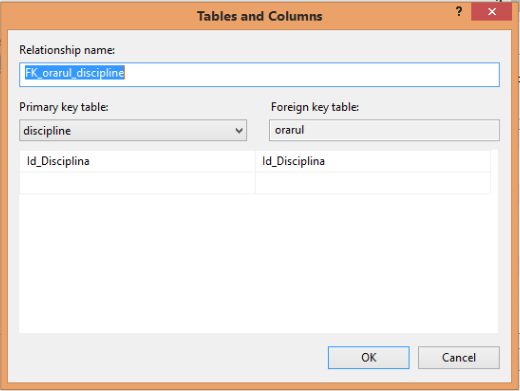 Tables and Columns
?
Relationship name:
FK_orarul_discipline
Primary key table:
Foreign key table:
discipline
orarul
Id_Disciplina
Id_Disciplina
OK
Cancel